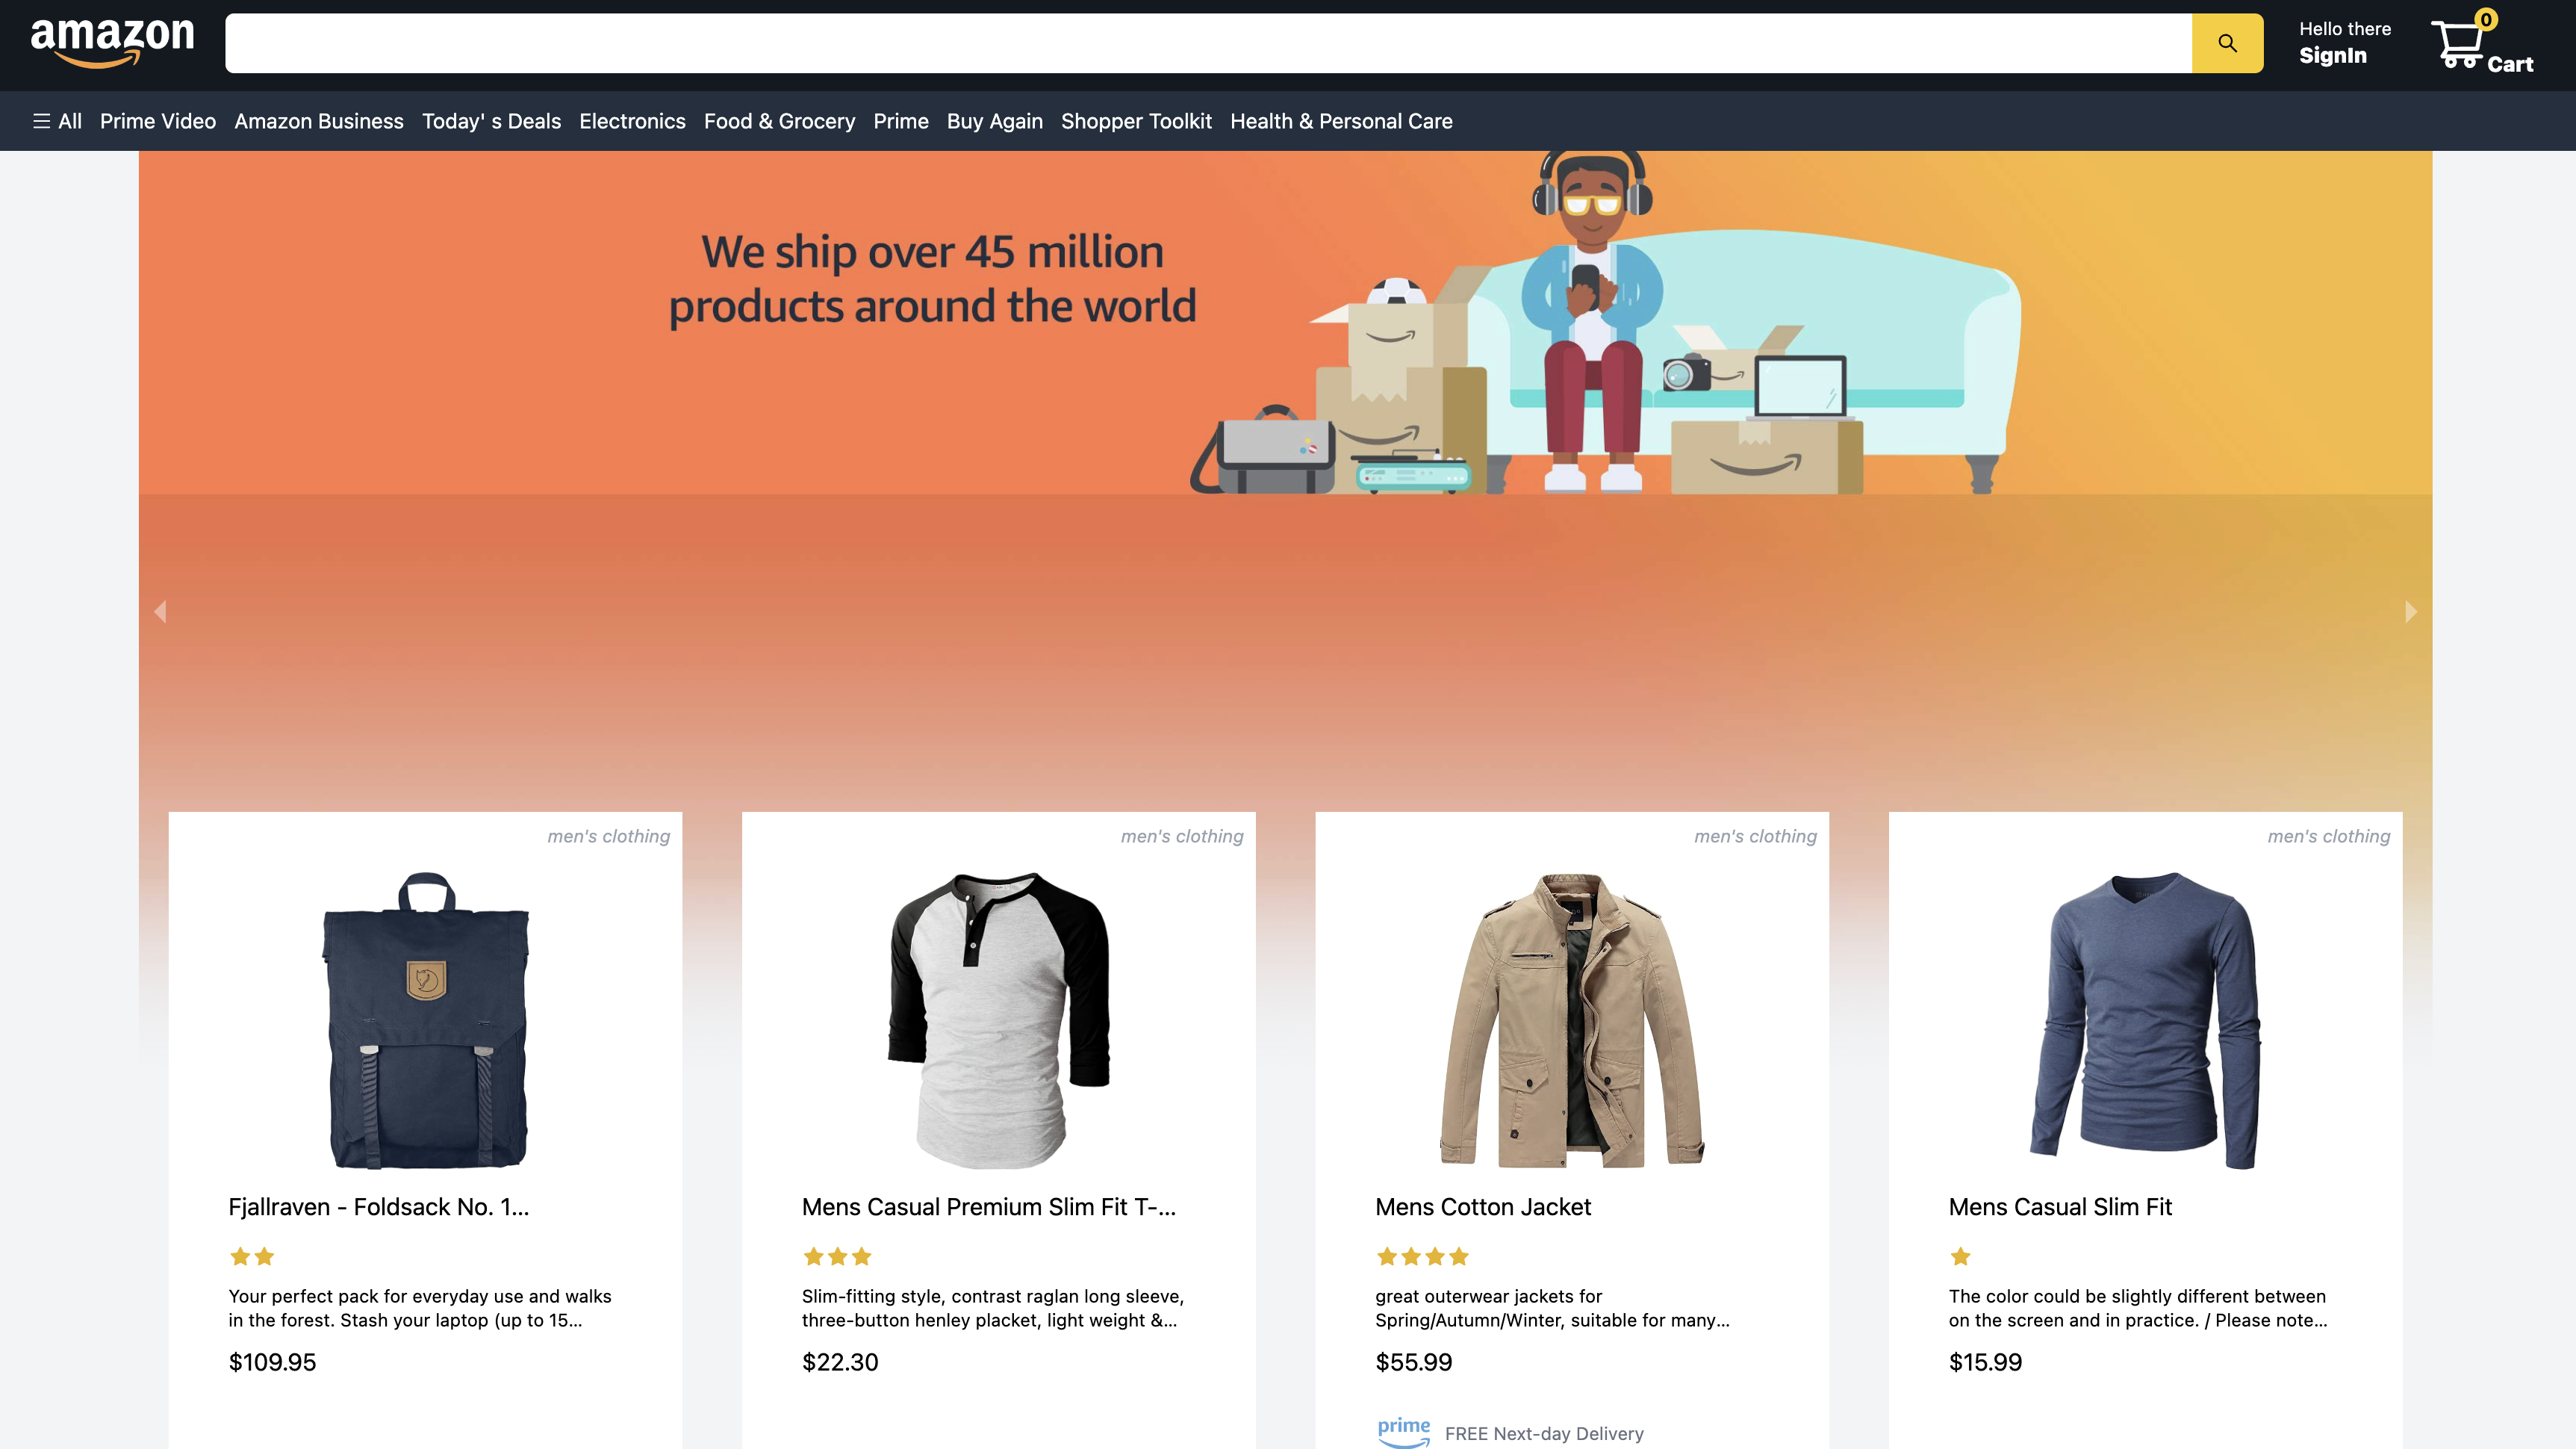 amazon
Hello there
SignIn
0
Cart
All Prime Video Amazon Business Today' s Deals Electronics Food & Grocery Prime Buy Again Shopper Toolkit Health & Personal Care
We ship over 45 million
products around the world
men's clothing
Fjallraven - Foldsack No. 1...
Your perfect pack for everyday use and walks
in the forest. Stash your laptop (up to 15...
$109.95
men's clothing
Mens Casual Premium Slim Fit T-...
Slim-fitting style, contrast raglan long sleeve,
three-button henley placket, light weight &...
$22.30
men's clothing
Mens Cotton Jacket
great outerwear jackets for
Spring/Autumn/Winter, suitable for many...
$55.99
prime FREE Next-day Delivery
men's clothing
Mens Casual Slim Fit
The color could be slightly different between
on the screen and in practice. / Please note...
$15.99